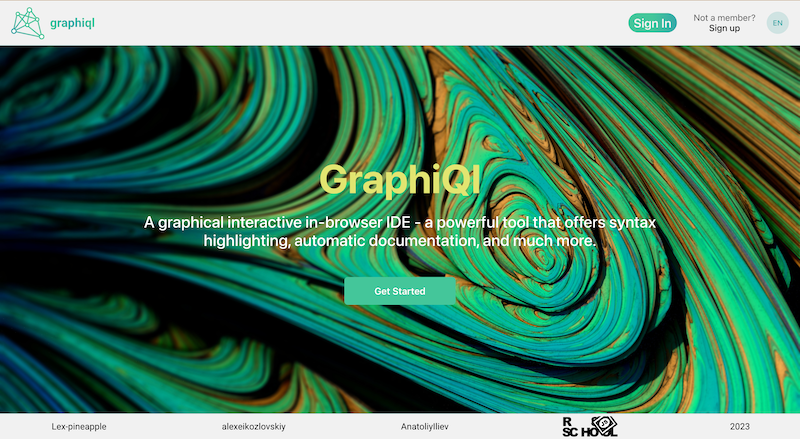 graphiql
Sign In
Not a member?
Sign up
EN
GraphiQl
A graphical interactive in-browser IDE - a powerful tool that offers syntax
highlighting, automatic documentation, and much more.
Get Started
Lex-pineapple
alexeikozlovskiy
AnatoliyIliev
R
SCHOOL
2023